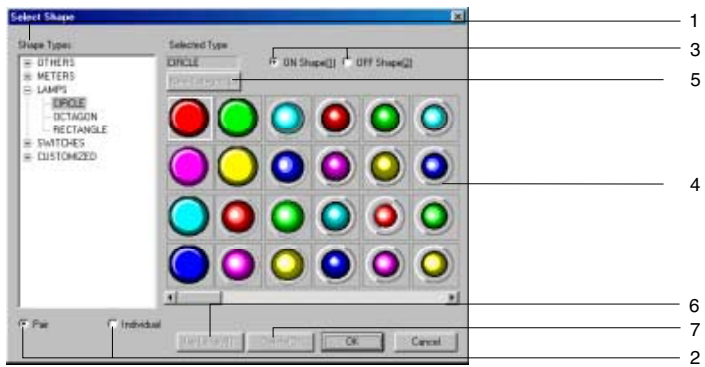 Select Shape
1
Shape Types:
Selected Type
3
OTHERS
CIRCLE
ON Shape(1)
OFF Shape(2)
METERS
5
LAMPS
CIRCLE
OCTAGON
RECTANGLE
SWITCHES
CUSTOMIZED
4
6
Pair
Individual
7
OK
Cancel
2